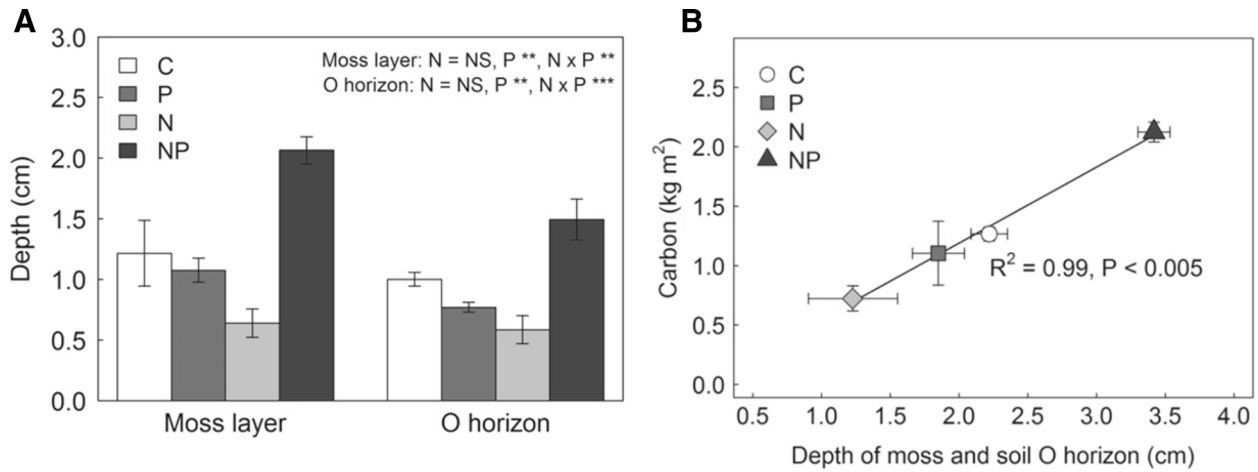 A
3.0
2.5
2.0
1.5
1.0
0.5
0.0
Depth (cm)
C
P
N
NP
Moss layer: N = NS, P **, N x P **
O horizon: N = NS, P **, N x P ***
Moss layer
O horizon
B
2.5
2.0
1.5
1.0
0.5
0.0
Carbon (kg m²)
C
P
N
NP
R² = 0.99, P < 0.005
0.5 1.0 1.5 2.0 2.5 3.0 3.5 4.0
Depth of moss and soil O horizon (cm)